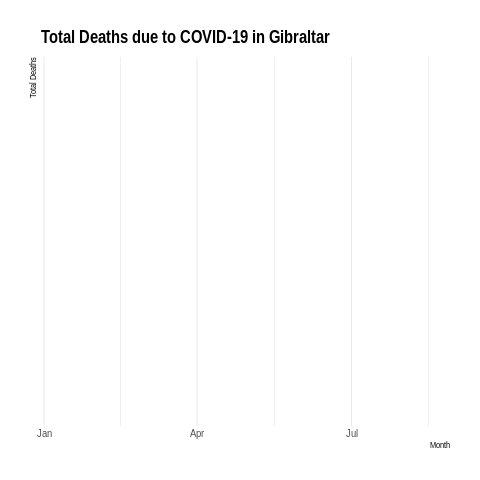 Total Deaths due to COVID-19 in Gibraltar
Total Deaths
Jan Apr Jul
Month